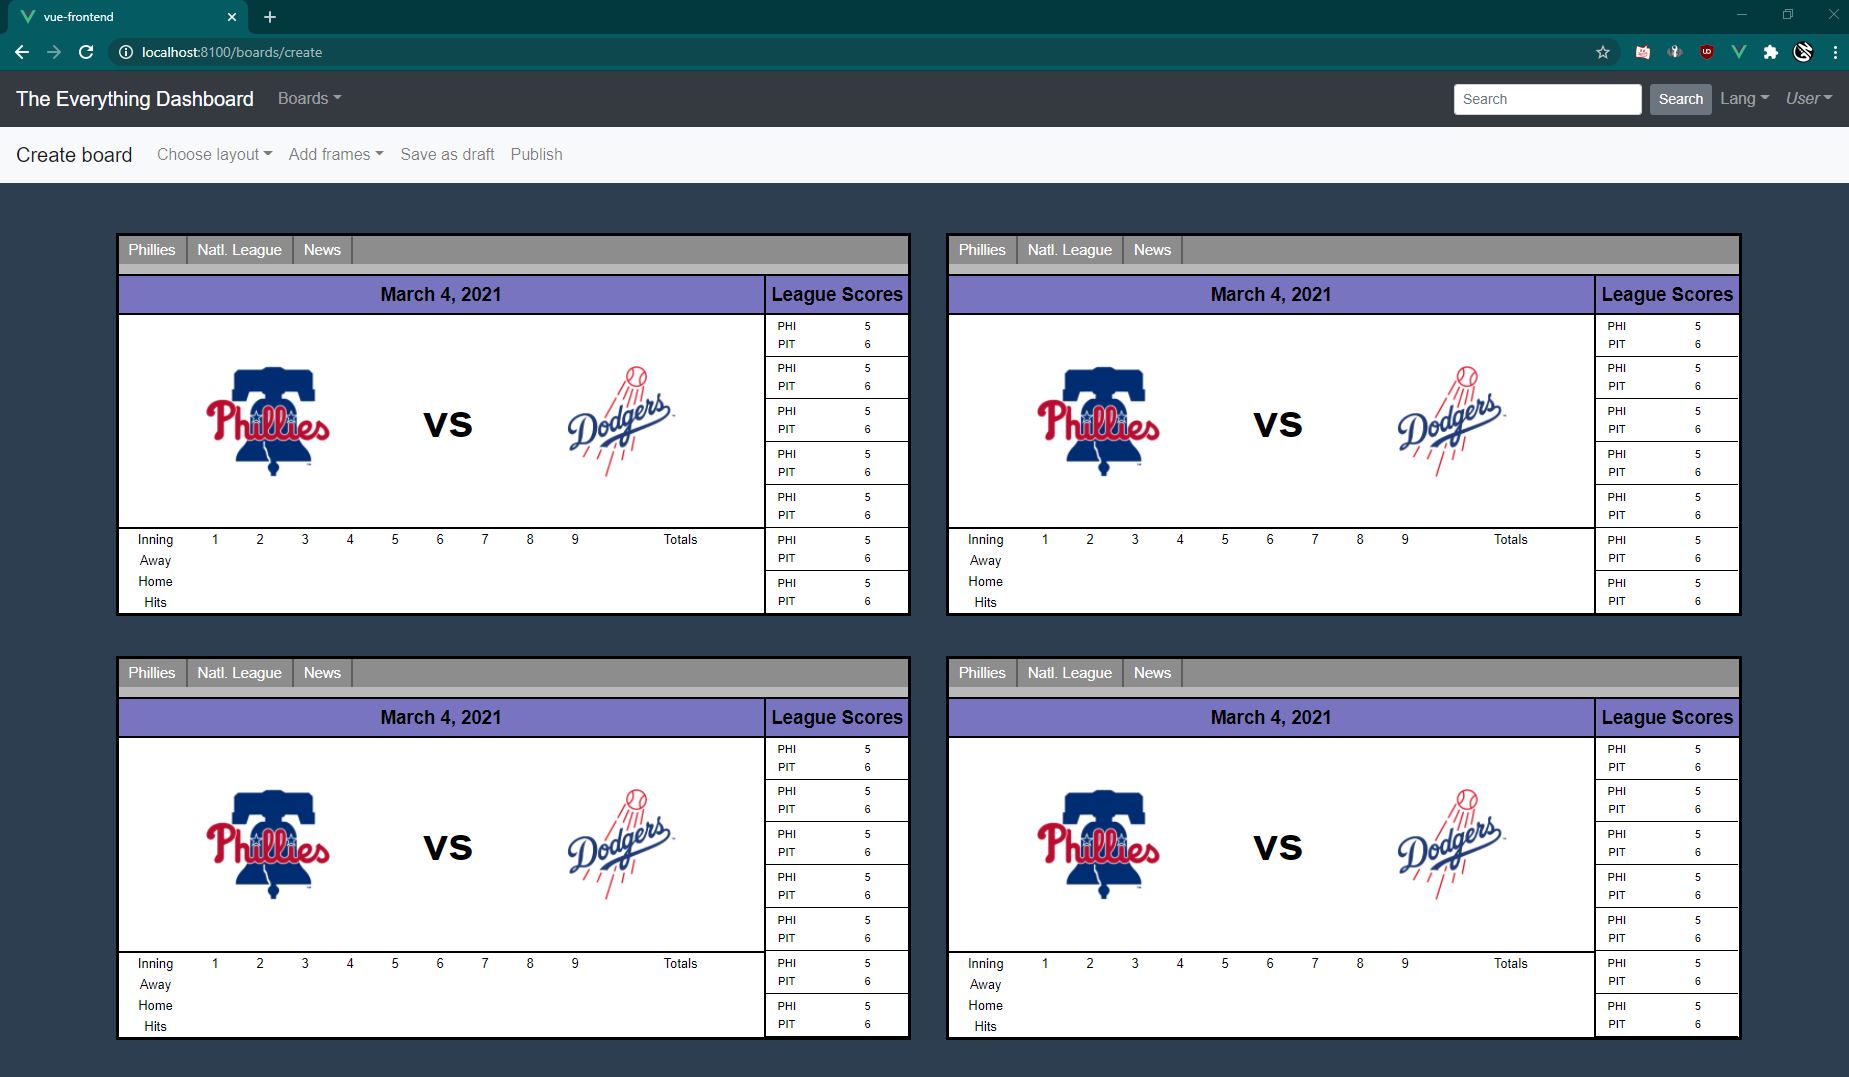 vue-frontend
localhost:8100/boards/create
The Everything Dashboard Boards Search Search Lang User
Create board Choose layout Add frames Save as draft Publish
Phillies Natl. League News
March 4, 2021 League Scores
Phillies vs Dodgers
PHI 5
PIT 6
PHI 5
PIT 6
PHI 5
PIT 6
PHI 5
PIT 6
PHI 5
PIT 6
PHI 5
PIT 6
PHI 5
PIT 6
Inning 1 2 3 4 5 6 7 8 9 Totals
Away
Home
Hits
Phillies Natl. League News
March 4, 2021 League Scores
Phillies vs Dodgers
PHI 5
PIT 6
PHI 5
PIT 6
PHI 5
PIT 6
PHI 5
PIT 6
PHI 5
PIT 6
PHI 5
PIT 6
PHI 5
PIT 6
Inning 1 2 3 4 5 6 7 8 9 Totals
Away
Home
Hits
Phillies Natl. League News
March 4, 2021 League Scores
Phillies vs Dodgers
PHI 5
PIT 6
PHI 5
PIT 6
PHI 5
PIT 6
PHI 5
PIT 6
PHI 5
PIT 6
PHI 5
PIT 6
PHI 5
PIT 6
Inning 1 2 3 4 5 6 7 8 9 Totals
Away
Home
Hits
Phillies Natl. League News
March 4, 2021 League Scores
Phillies vs Dodgers
PHI 5
PIT 6
PHI 5
PIT 6
PHI 5
PIT 6
PHI 5
PIT 6
PHI 5
PIT 6
PHI 5
PIT 6
PHI 5
PIT 6
Inning 1 2 3 4 5 6 7 8 9 Totals
Away
Home
Hits